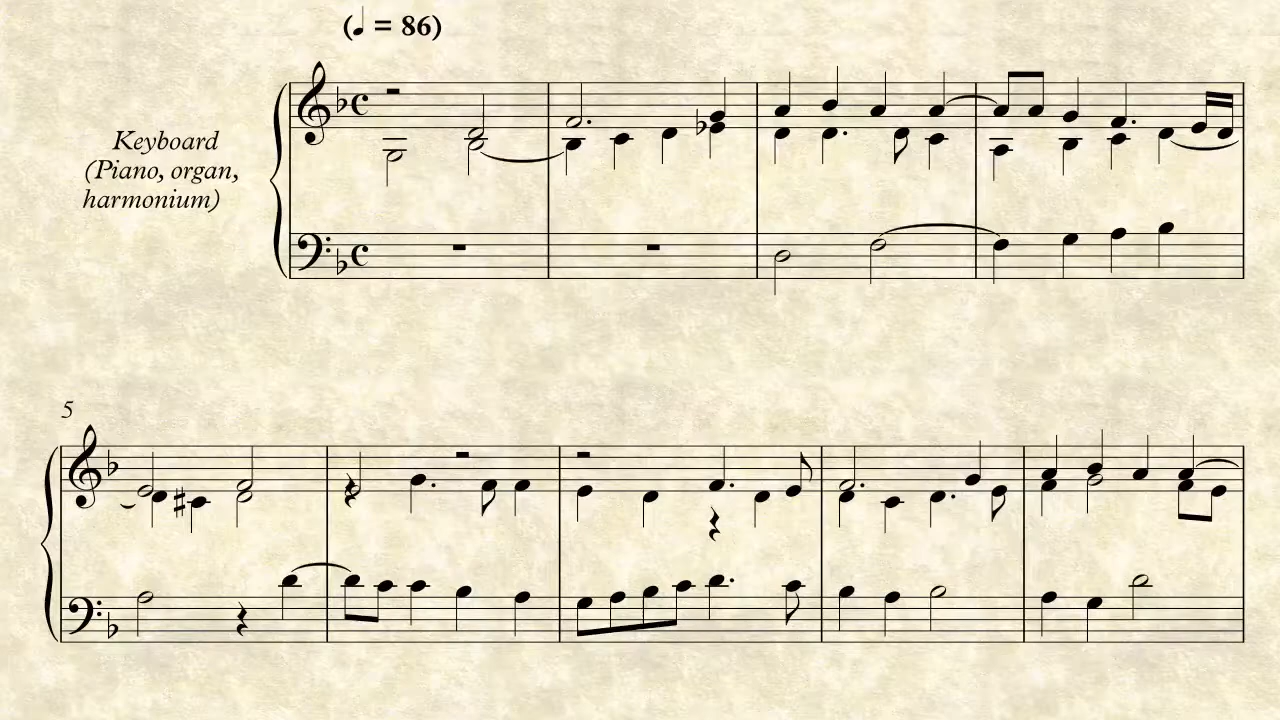 (♩ = 86)
Keyboard
(Piano, organ,
harmonium)
5